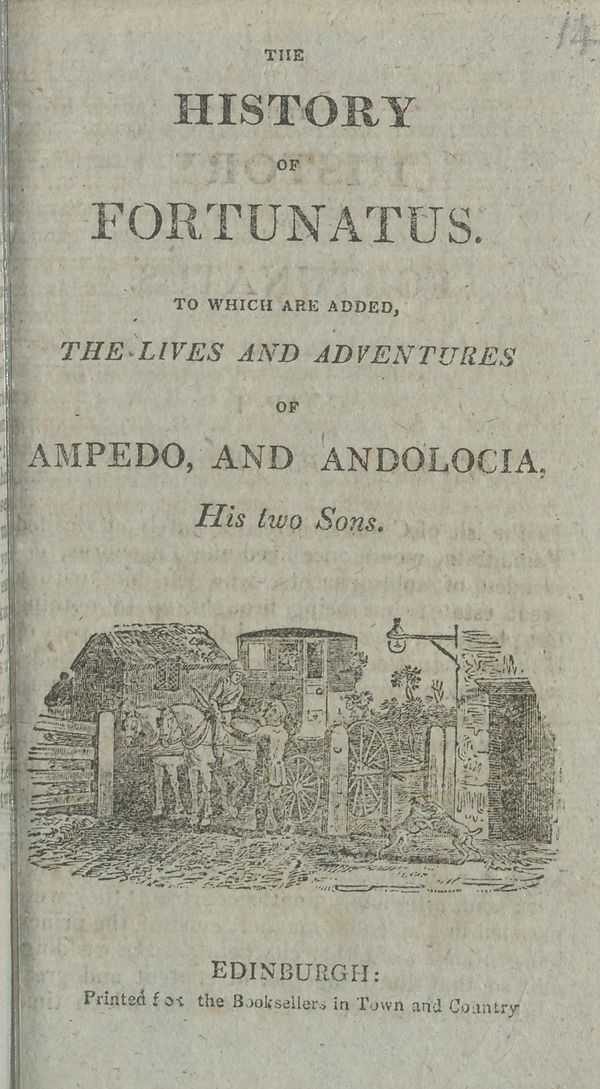 14
THE
HISTORY
OF
FORTUNATUS.
TO WHICH ARE ADDED,
THE LIVES AND ADVENTURES
OF
AMPEDO, AND ANDOLOCIA,
His two Sons.
EDINBURGH:
Printed for the Booksellers in Town and Country